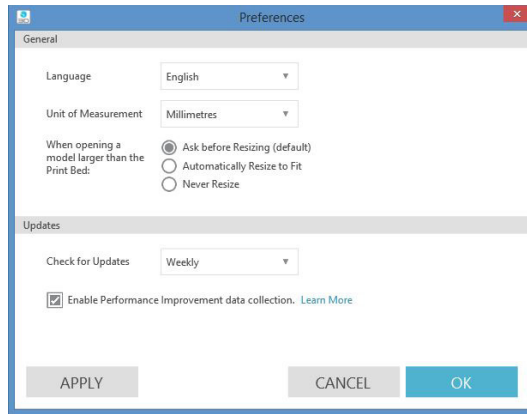 Preferences
General
Language
English
Unit of Measurement
Millimetres
When opening a
model larger than the
Print Bed:
Ask before Resizing (default)
Automatically Resize to Fit
Never Resize
Updates
Check for Updates
Weekly
Enable Performance Improvement data collection. Learn More
APPLY
CANCEL
OK